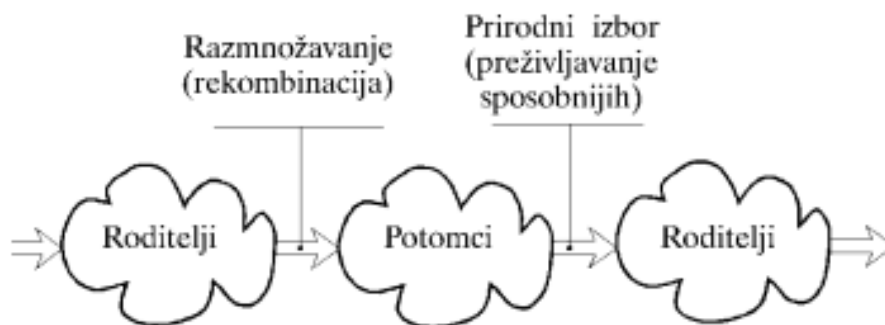 Razmnožavanje
(rekombinacija)
Prirodni izbor
(preživljavanje
sposobnijih)
Roditelji
Potomci
Roditelji